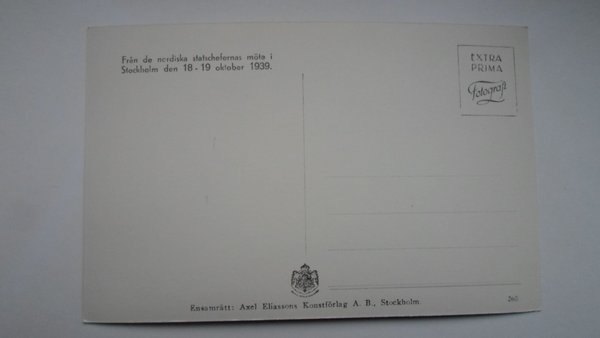 Från de nordiska statschefernas möte i
Stockholm den 18 - 19 oktober 1939.
EXTRA
PRIMA
Fotografi
Ensamrätt: Axel Eliassons Konstförlag A. B., Stockholm
260